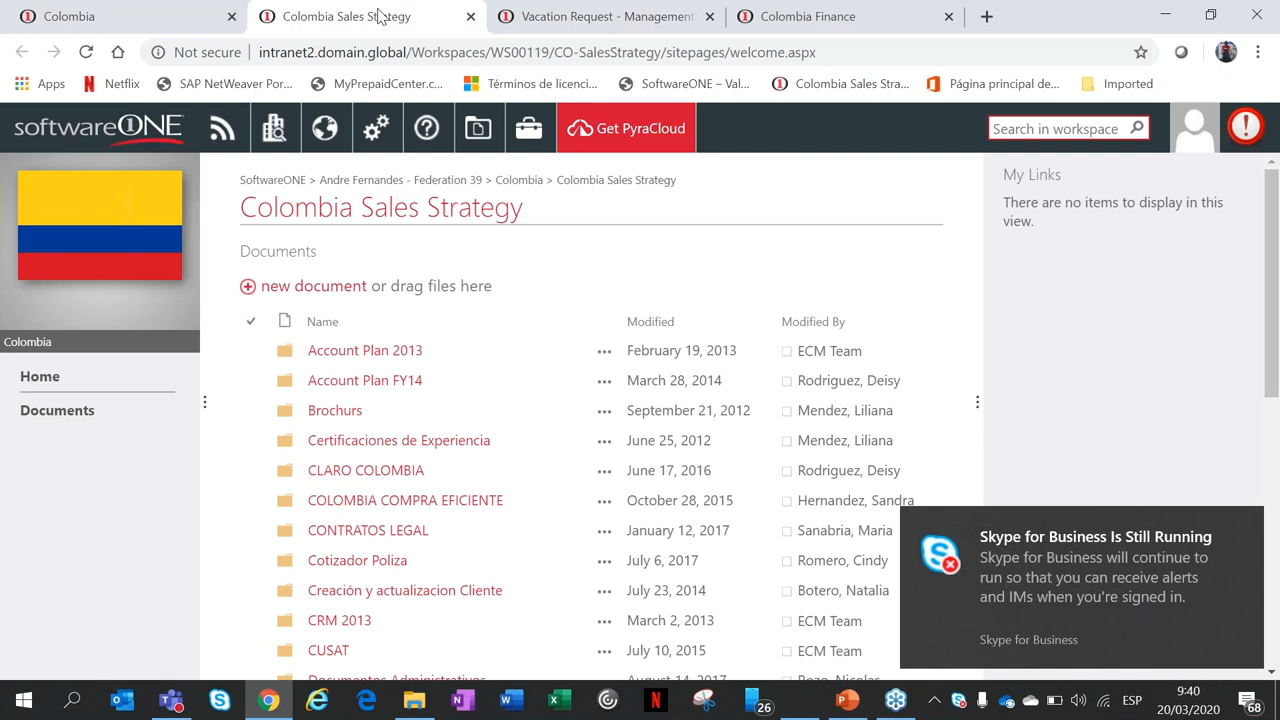 Colombia
Colombia Sales Strategy
Vacation Request - Management
Colombia Finance
Not secure
intranet2.domain.global/Workspaces/WS00119/CO-SalesStrategy/sitepages/welcome.aspx
Apps
Netflix
SAP NetWeaver Por...
MyPrepaidCenter.c...
Términos de licenci...
SoftwareONE – Val...
Colombia Sales Stra...
Página principal de...
Imported
softwareONE
Get PyraCloud
Search in workspace
SoftwareONE > Andre Fernandes - Federation 39 > Colombia > Colombia Sales Strategy
Colombia Sales Strategy
My Links
There are no items to display in this
view.
Documents
new document or drag files here
Colombia
Home
Documents
Name Modified Modified By
Account Plan 2013 ... February 19, 2013 ECM Team
Account Plan FY14 ... March 28, 2014 Rodriguez, Deisy
Brochurs ... September 21, 2012 Mendez, Liliana
Certificaciones de Experiencia ... June 25, 2012 Mendez, Liliana
CLARO COLOMBIA ... June 17, 2016 Rodriguez, Deisy
COLOMBIA COMPRA EFICIENTE ... October 28, 2015 Hernandez, Sandra
CONTRATOS LEGAL ... January 12, 2017 Sanabria, Maria
Cotizador Poliza ... July 6, 2017 Romero, Cindy
Creación y actualizacion Cliente ... July 23, 2014 Botero, Natalia
CRM 2013 ... March 2, 2013 ECM Team
CUSAT ... July 10, 2015 ECM Team
Documentos Administrativos ... August 14, 2017 Rozo, Nicolas
Skype for Business Is Still Running
Skype for Business will continue to
run so that you can receive alerts
and IMs when you're signed in.
Skype for Business
26
ESP
9:40
20/03/2020
68